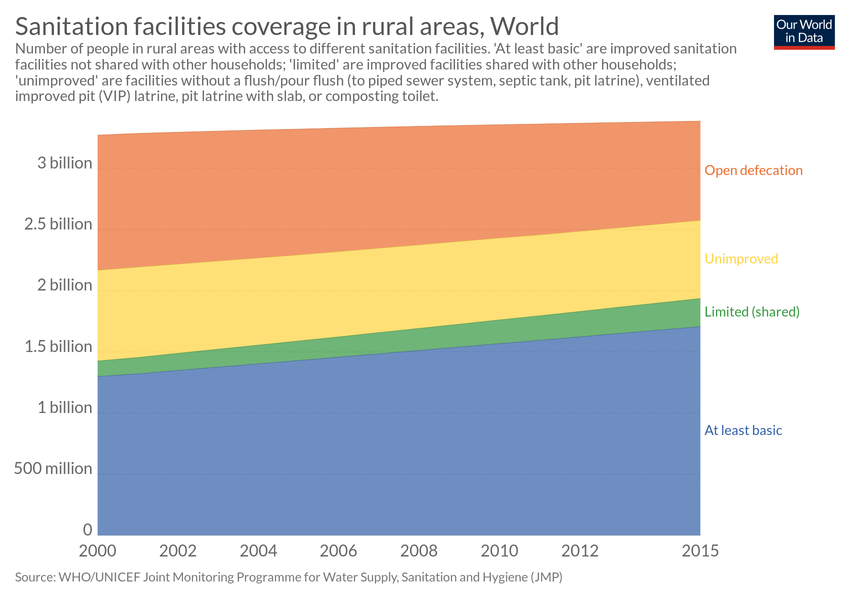 Sanitation facilities coverage in rural areas, World
Our World
in Data
Number of people in rural areas with access to different sanitation facilities. 'At least basic' are improved sanitation
facilities not shared with other households; 'limited' are improved facilities shared with other households;
'unimproved' are facilities without a flush/pour flush (to piped sewer system, septic tank, pit latrine), ventilated
improved pit (VIP) latrine, pit latrine with slab, or composting toilet.
3 billion
2.5 billion
2 billion
1.5 billion
1 billion
500 million
0
Open defecation
Unimproved
Limited (shared)
At least basic
2000 2002 2004 2006 2008 2010 2012 2015
Source: WHO/UNICEF Joint Monitoring Programme for Water Supply, Sanitation and Hygiene (JMP)